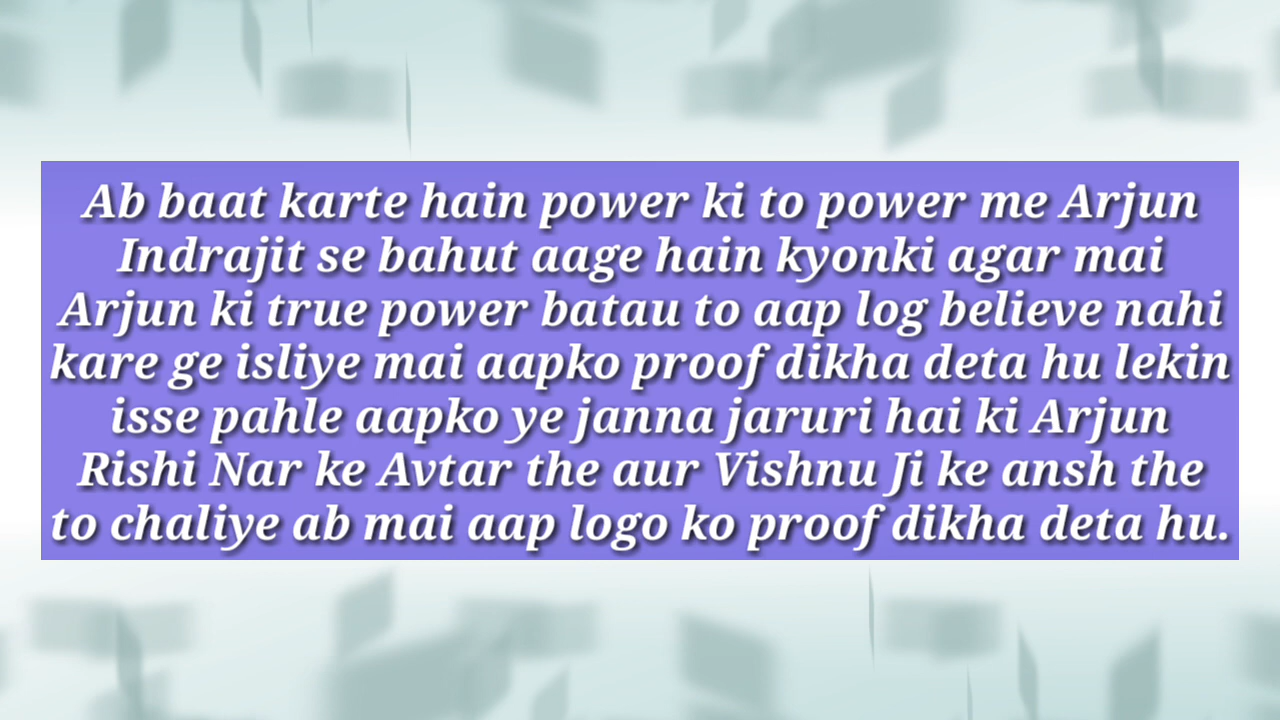 Ab baat karte hain power ki to power me Arjun
Indrajit se bahut aage hain kyonki agar mai
Arjun ki true power batau to aap log believe nahi
kare ge isliye mai aapko proof dikha deta hu lekin
isse pahle aapko ye janna jaruri hai ki Arjun
Rishi Nar ke Avtar the aur Vishnu Ji ke ansh the
to chaliye ab mai aap logo ko proof dikha deta hu.